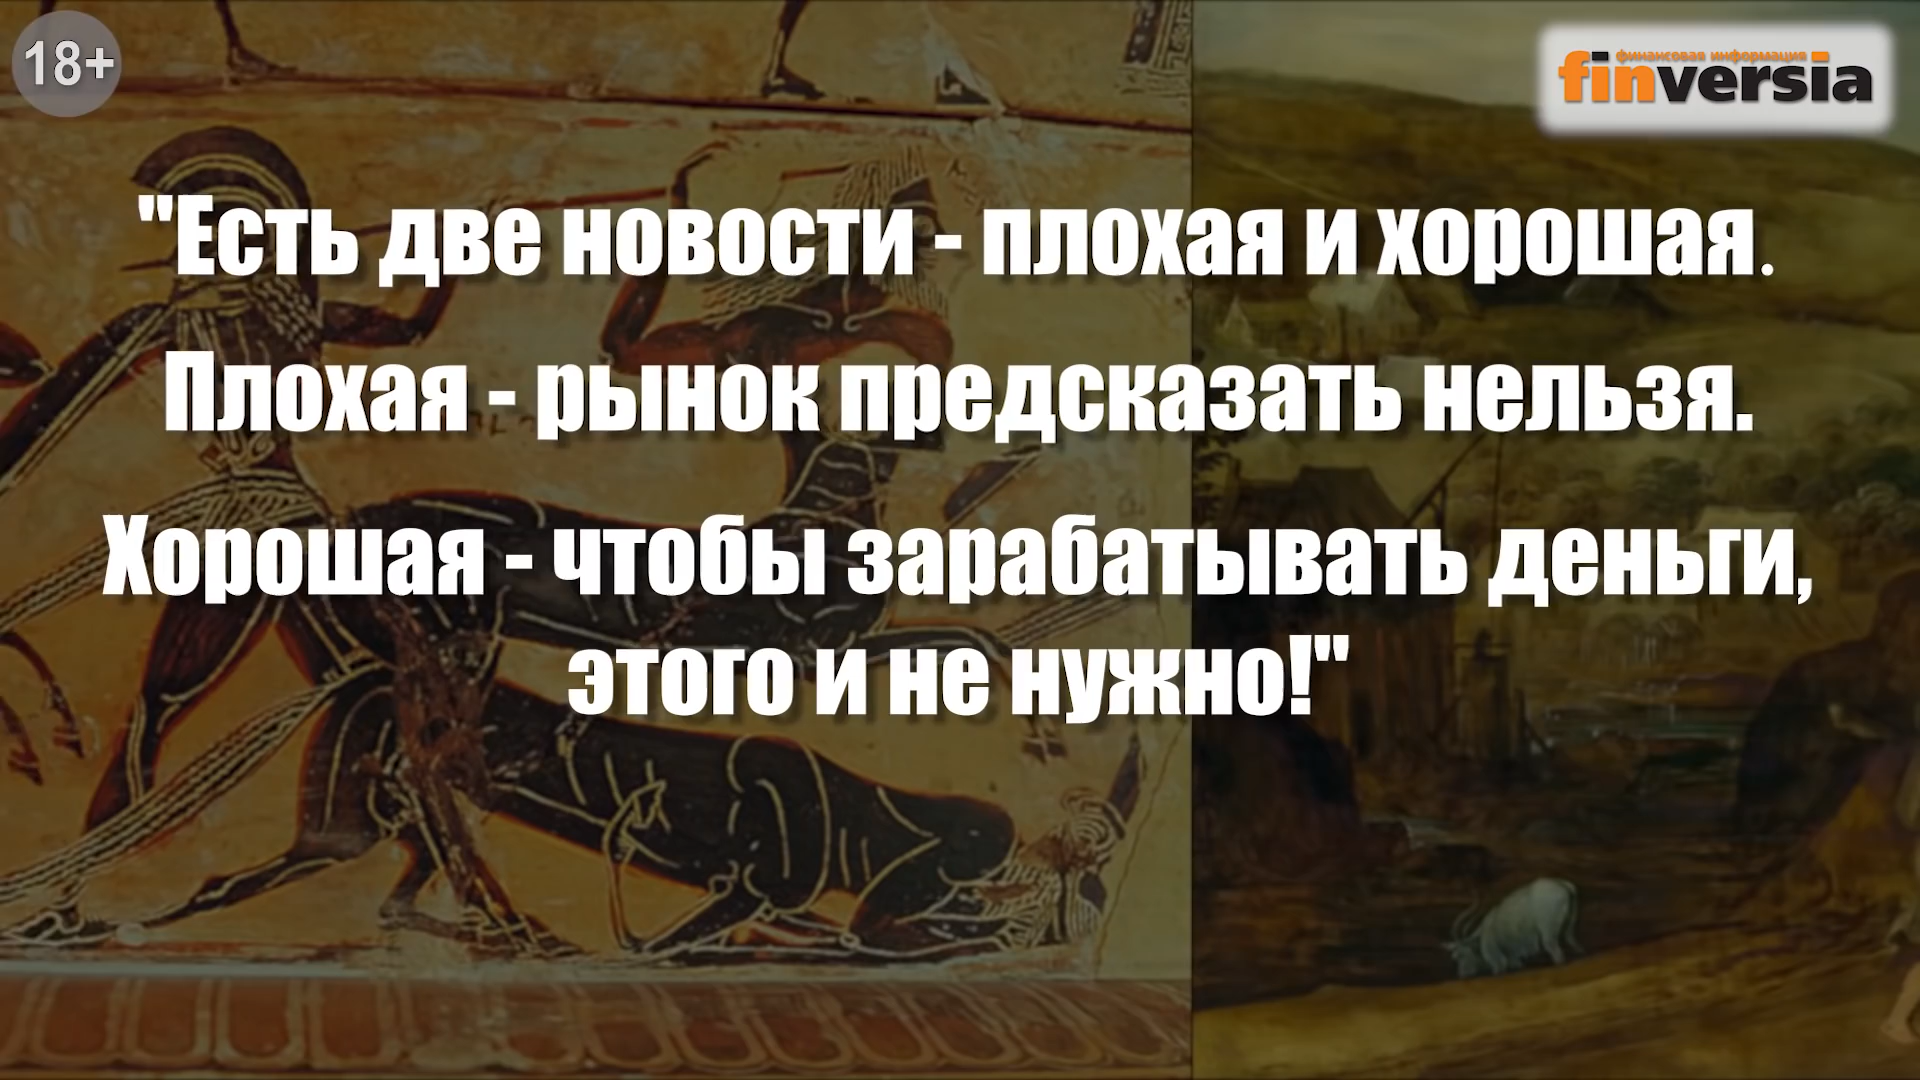 18+
финансовая информация
finversia
"Есть две новости - плохая и хорошая.
Плохая - рынок предсказать нельзя.
Хорошая - чтобы зарабатывать деньги,
этого и не нужно!"